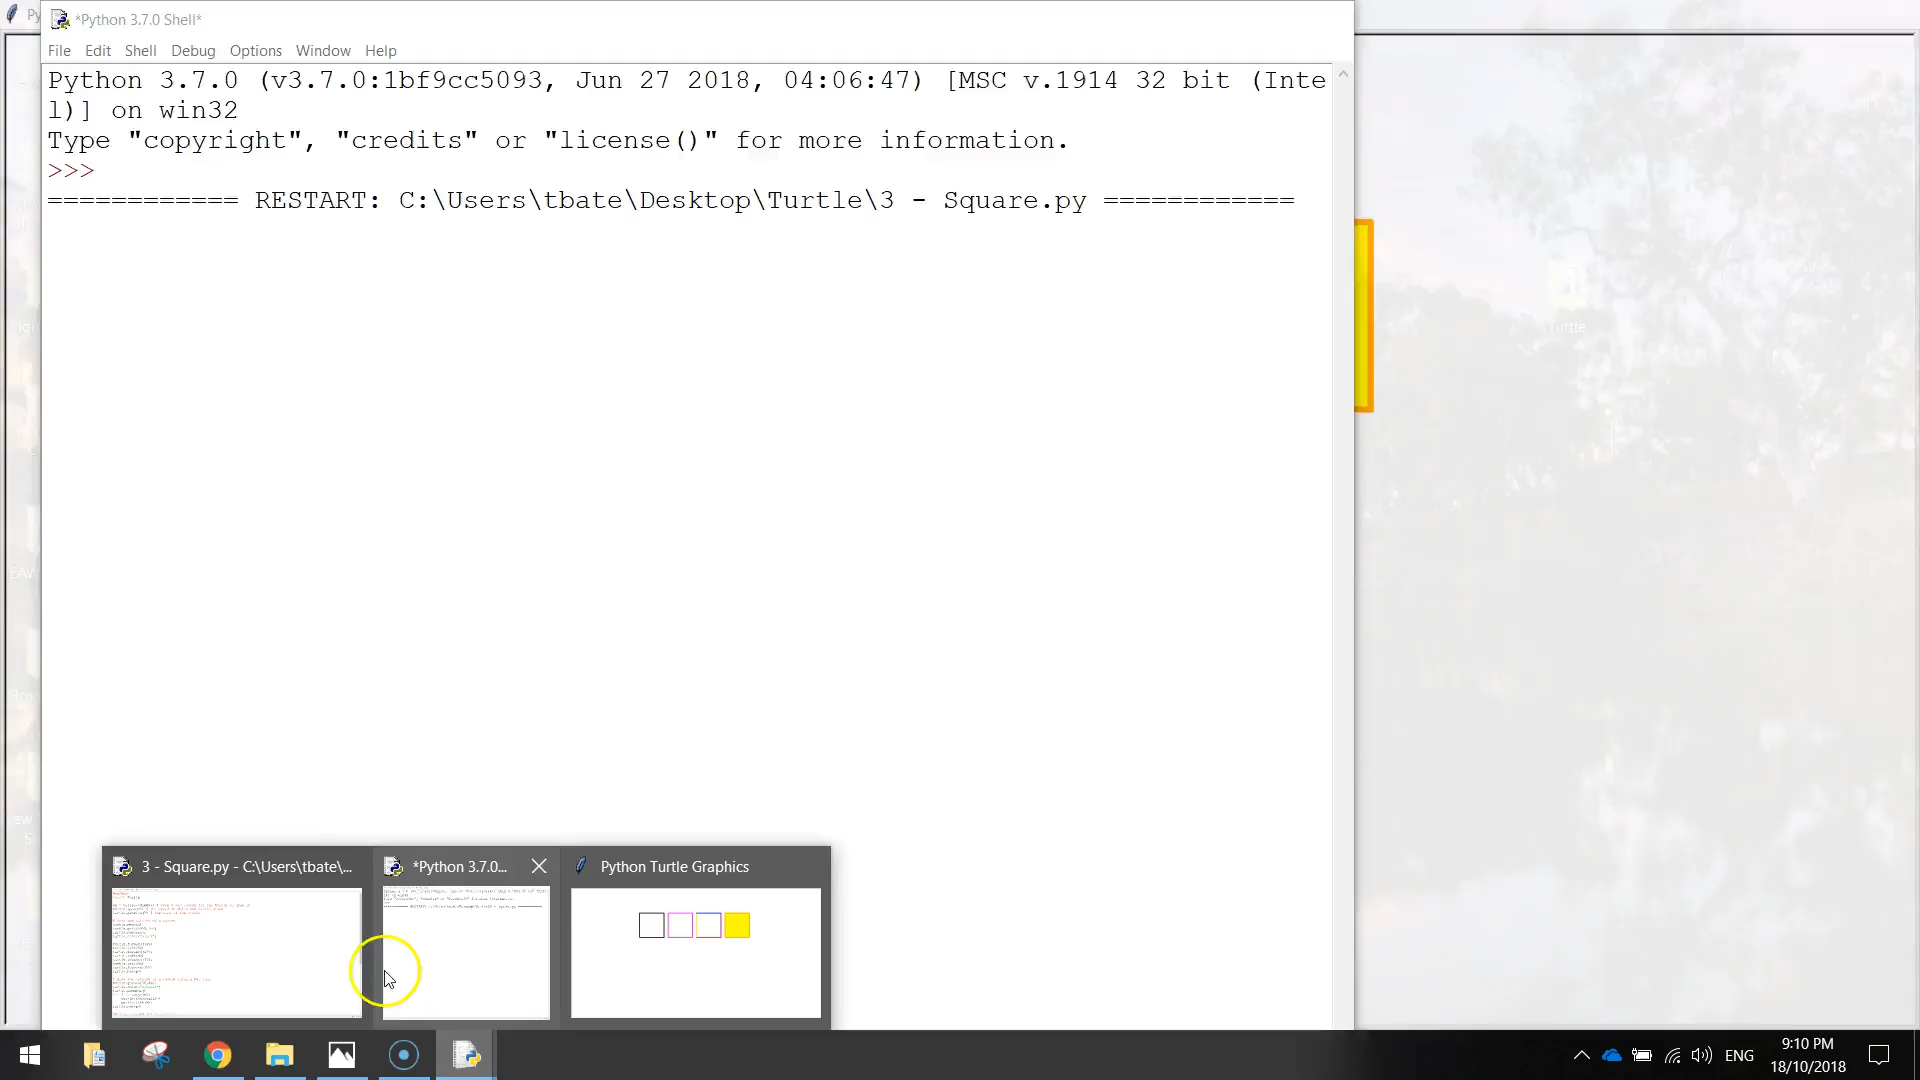 Py
*Python 3.7.0 Shell*
File Edit Shell Debug Options Window Help
Python 3.7.0 (v3.7.0:1bf9cc5093, Jun 27 2018, 04:06:47) [MSC v.1914 32 bit (Inte
l)] on win32
Type "copyright", "credits" or "license()" for more information.
>>>
============ RESTART: C:\Users\tbate\Desktop\Turtle\3 - Square.py ============
Turtle
3 - Square.py - C:\Users\tbate\... *Python 3.7.0... Python Turtle Graphics
ENG
9:10 PM
18/10/2018